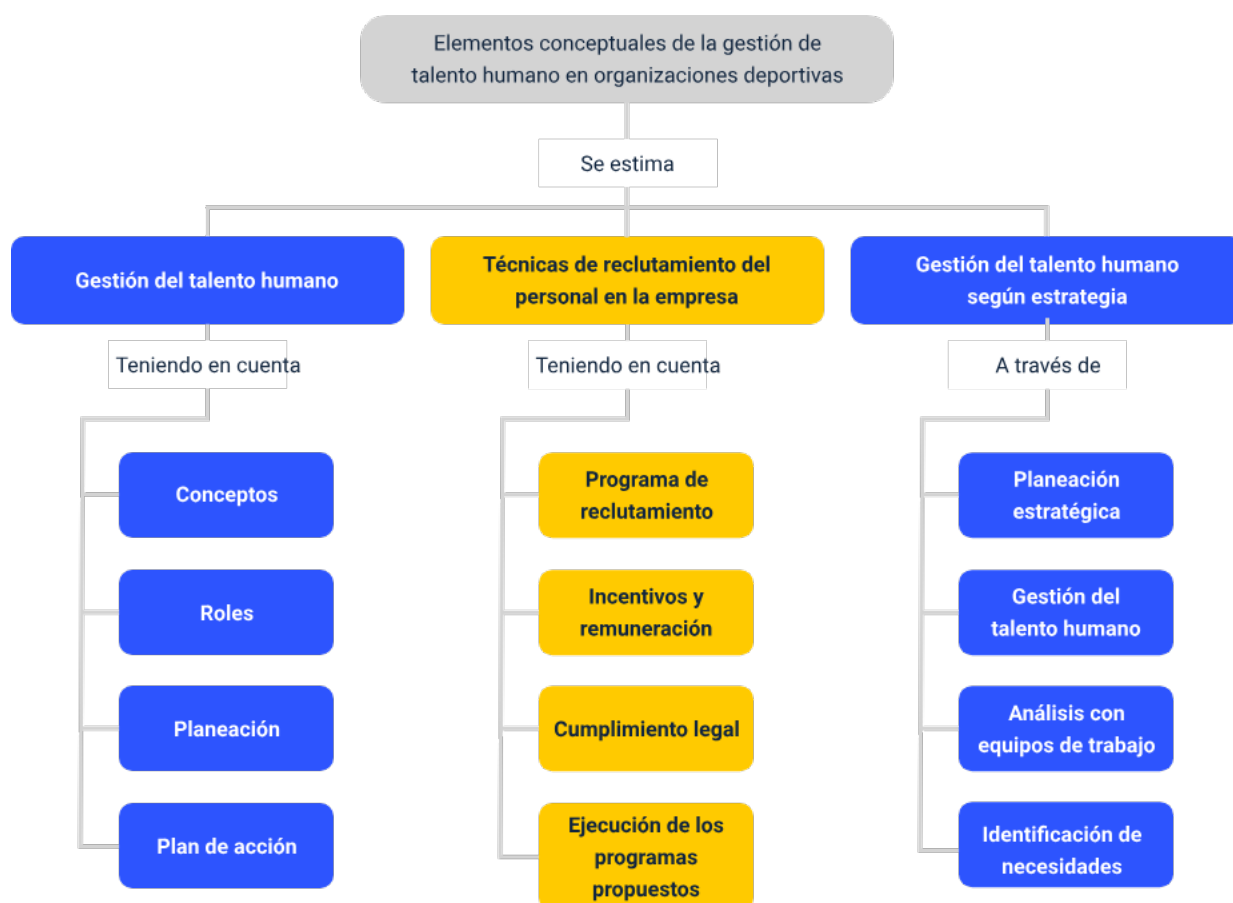 Elementos conceptuales de la gestión de
talento humano en organizaciones deportivas
Se estima
Gestión del talento humano
Teniendo en cuenta
Conceptos
Roles
Planeación
Plan de acción
Técnicas de reclutamiento del
personal en la empresa
Teniendo en cuenta
Programa de
reclutamiento
Incentivos y
remuneración
Cumplimiento legal
Ejecución de los
programas
propuestos
Gestión del talento humano
según estrategia
A través de
Planeación
estratégica
Gestión del
talento humano
Análisis con
equipos de trabajo
Identificación de
necesidades